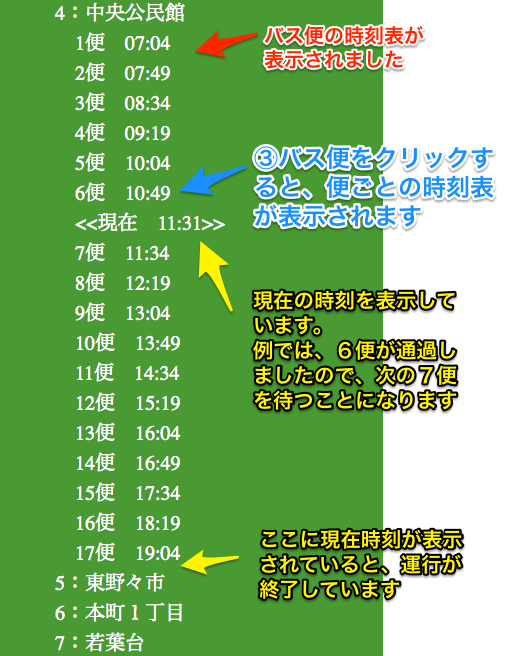 4：中央公民館
1便　07:04
バス便の時刻表が
表示されました
2便　07:49
3便　08:34
4便　09:19
5便　10:04
6便　10:49
③バス便をクリックす
ると、便ごとの時刻表
が表示されます
<<現在　11:31>>
7便　11:34
8便　12:19
9便　13:04
現在の時刻を表示して
います。
例では、６便が通過し
ましたので、次の７便
を待つことになります
10便　13:49
11便　14:34
12便　15:19
13便　16:04
14便　16:49
15便　17:34
16便　18:19
17便　19:04
ここに現在時刻が表示
されていると、運行が
終了しています
5：東野々市
6：本町１丁目
7：若葉台